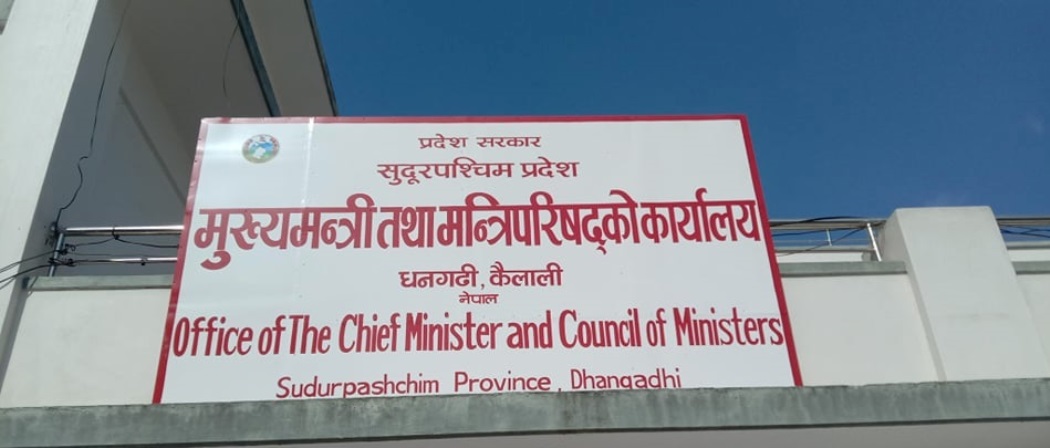 प्रदेश सरकार
सुदूरपश्चिम प्रदेश
मुख्यमन्त्री तथा मन्त्रिपरिषद्को कार्यालय
धनगढी, कैलाली
नेपाल
Office of The Chief Minister and Council of Ministers
Sudurpashchim Province, Dhangadhi